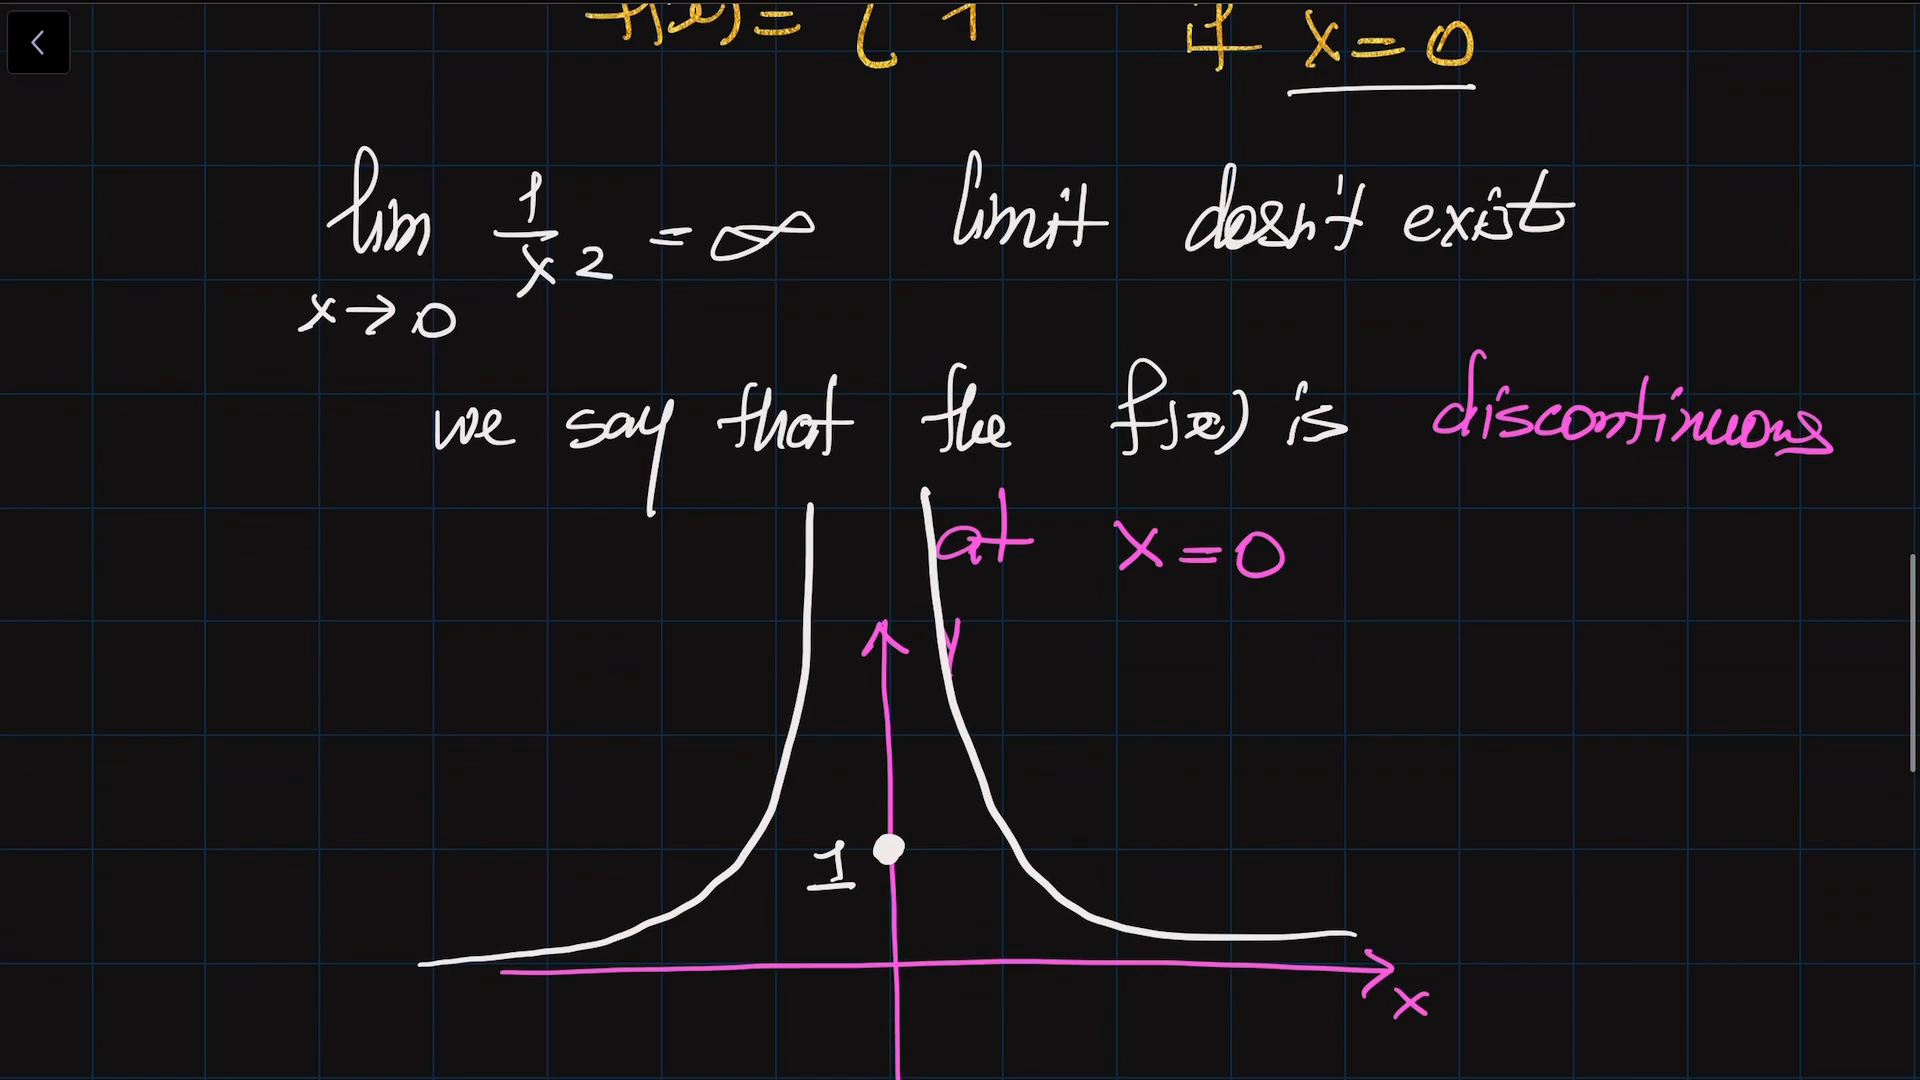 f(x) = { 1 if x = 0
lim x→0 1/x2 = ∞ limit doesn't exist
we say that the f(x) is discontinuous
at x = 0
y
1
x